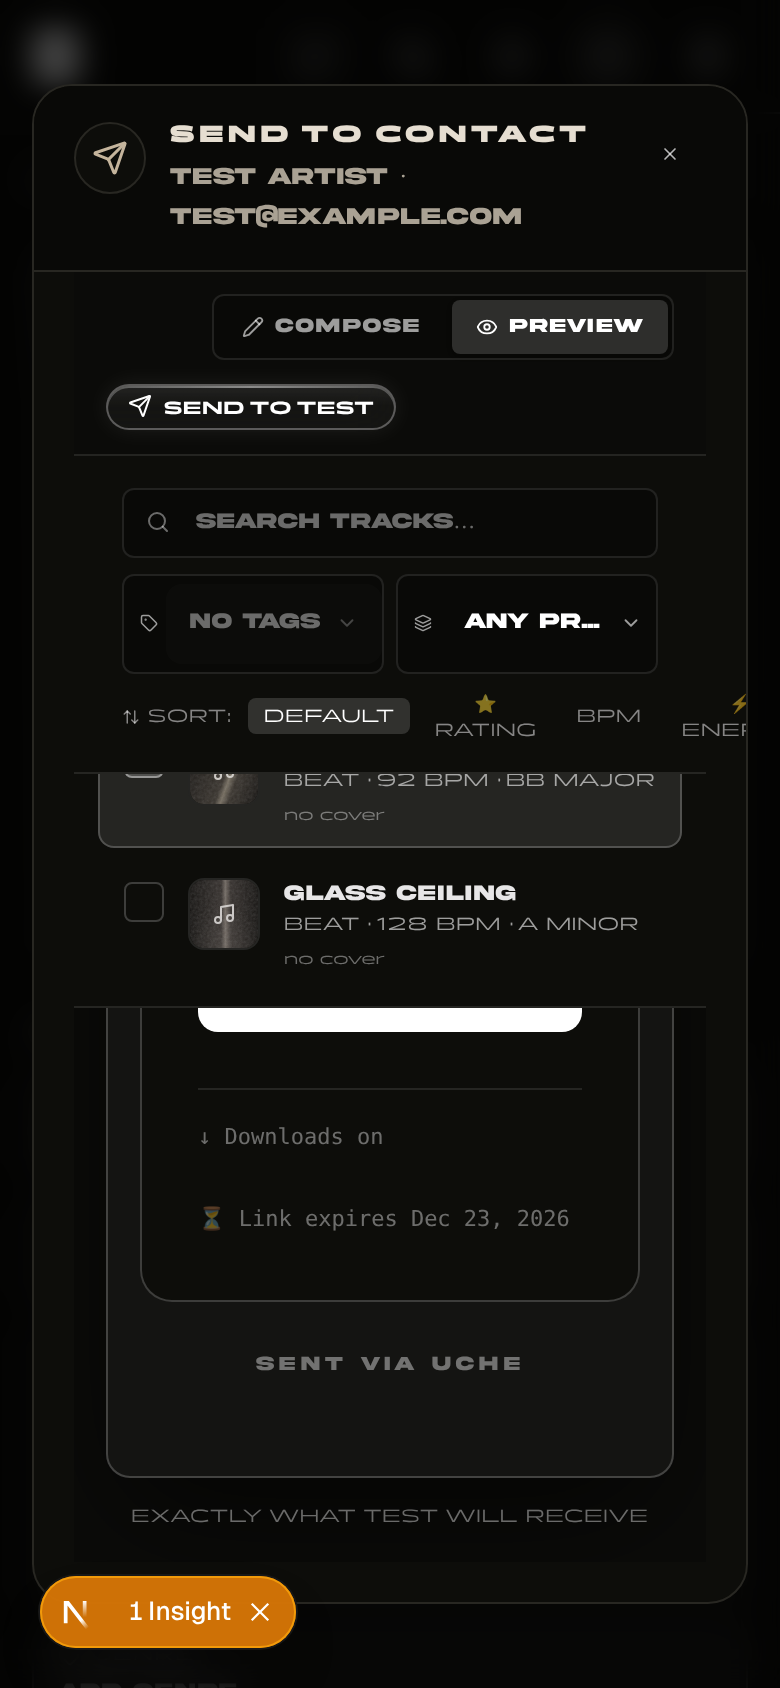 SEND TO CONTACT
TEST ARTIST ·
TEST@EXAMPLE.COM
COMPOSE
PREVIEW
SEND TO TEST
SEARCH TRACKS...
NO TAGS
ANY PR...
SORT:
DEFAULT
⭐ RATING
BPM
⚡ ENER
BEAT · 92 BPM · BB MAJOR
no cover
GLASS CEILING
BEAT · 128 BPM · A MINOR
no cover
↓ Downloads on
⏳ Link expires Dec 23, 2026
SENT VIA UCHE
EXACTLY WHAT TEST WILL RECEIVE
N 1 Insight